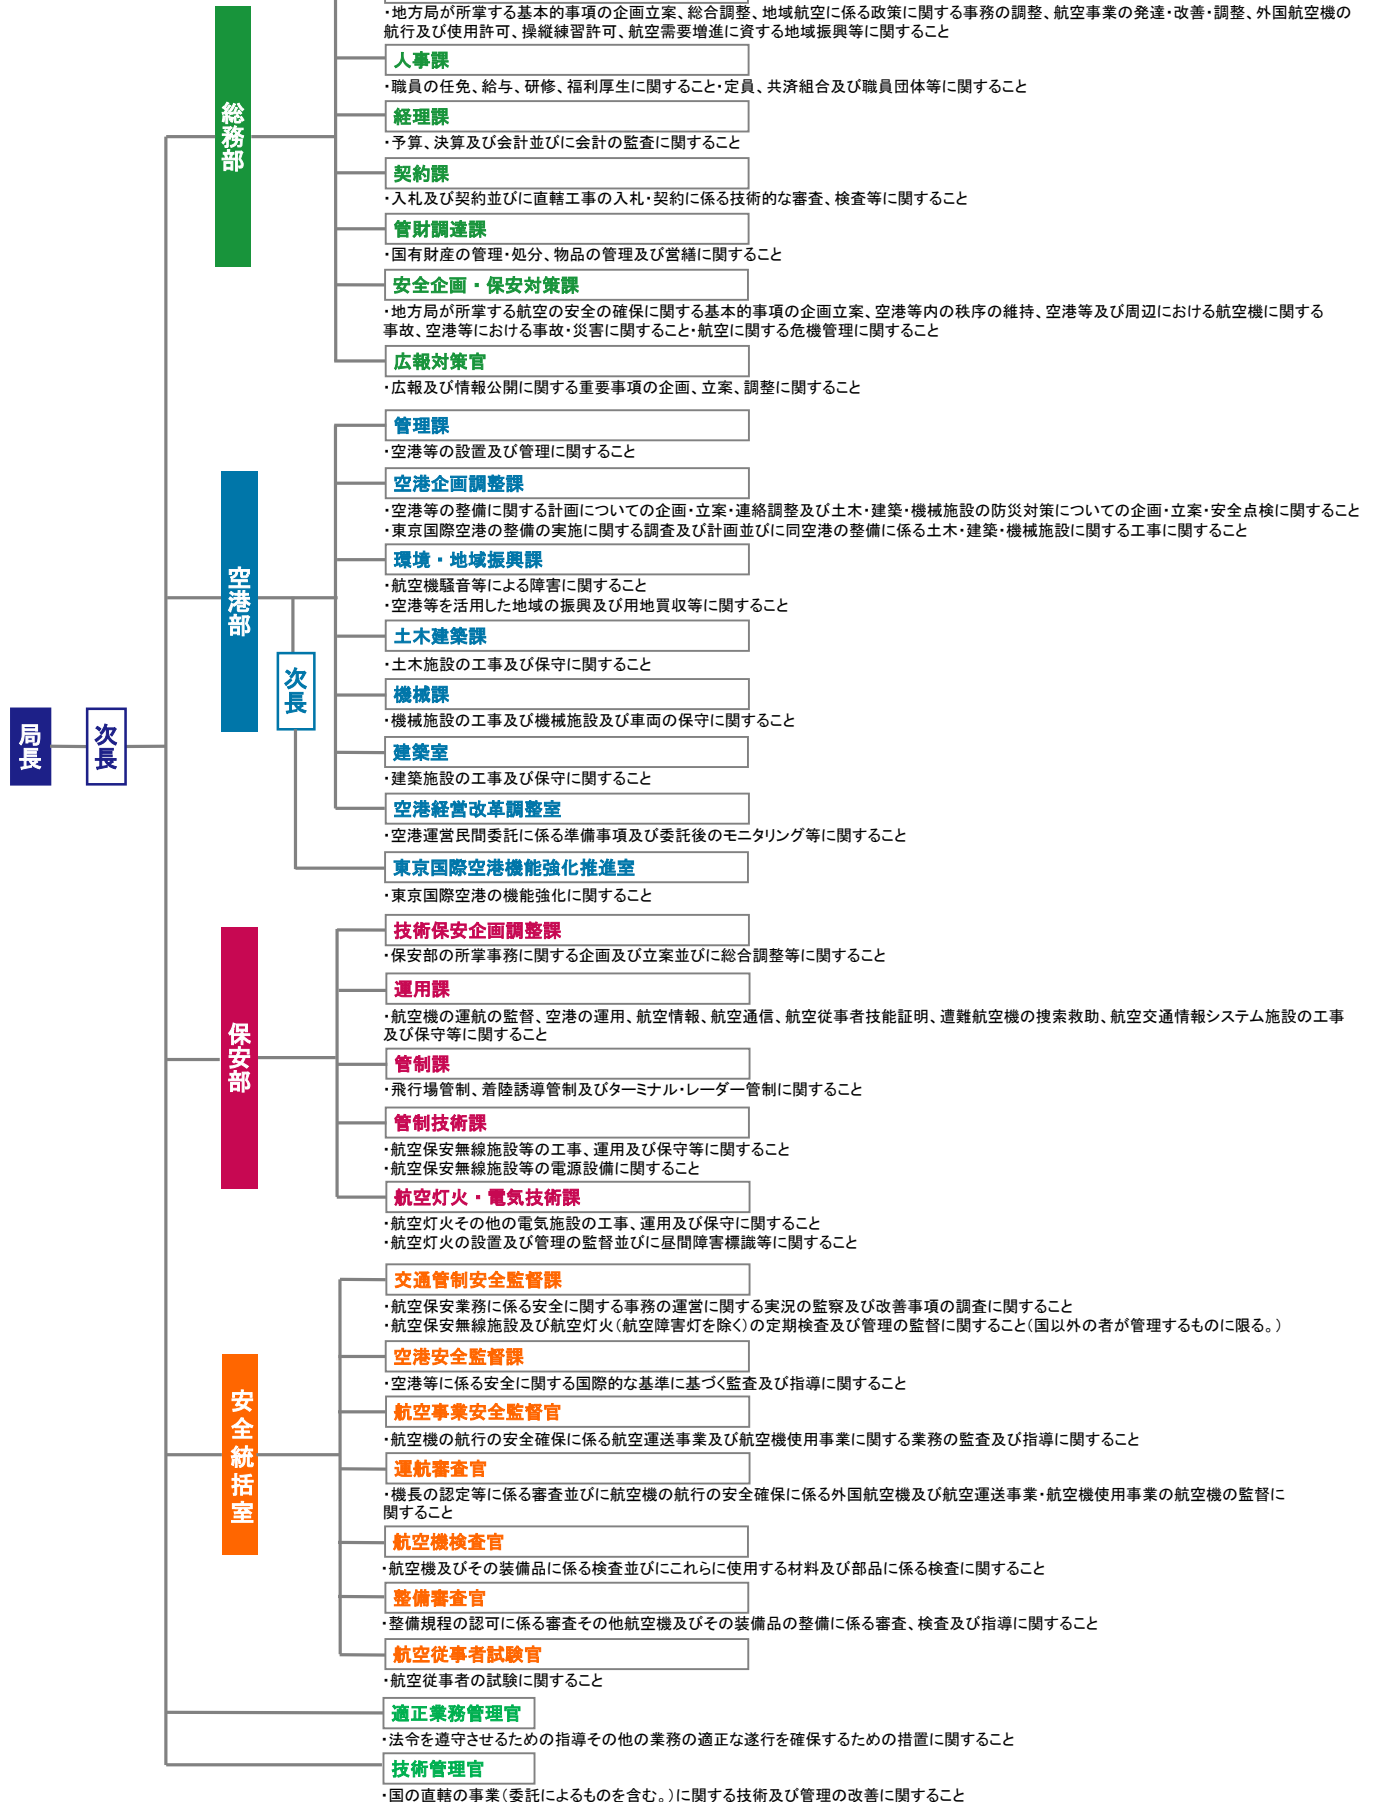 ・地方局が所掌する基本的事項の企画立案、総合調整、地域航空に係る政策に関する事務の調整、航空事業の発達・改善・調整、外国航空機の
航行及び使用許可、操縦練習許可、航空需要増進に資する地域振興等に関すること
人事課
・職員の任免、給与、研修、福利厚生に関すること・定員、共済組合及び職員団体等に関すること
経理課
・予算、決算及び会計並びに会計の監査に関すること
総務部
契約課
・入札及び契約並びに直轄工事の入札・契約に係る技術的な審査、検査等に関すること
管財調達課
・国有財産の管理・処分、物品の管理及び営繕に関すること
安全企画・保安対策課
・地方局が所掌する航空の安全の確保に関する基本的事項の企画立案、空港等内の秩序の維持、空港等及び周辺における航空機に関する
事故、空港等における事故・災害に関すること・航空に関する危機管理に関すること
広報対策官
・広報及び情報公開に関する重要事項の企画、立案、調整に関すること
管理課
・空港等の設置及び管理に関すること
空港企画調整課
・空港等の整備に関する計画についての企画・立案・連絡調整及び土木・建築・機械施設の防災対策についての企画・立案・安全点検に関すること
・東京国際空港の整備の実施に関する調査及び計画並びに同空港の整備に係る土木・建築・機械施設に関する工事に関すること
環境・地域振興課
・航空機騒音等による障害に関すること
・空港等を活用した地域の振興及び用地買収等に関すること
空港部
土木建築課
・土木施設の工事及び保守に関すること
次長
機械課
・機械施設の工事及び機械施設及び車両の保守に関すること
局長
次長
建築室
・建築施設の工事及び保守に関すること
空港経営改革調整室
・空港運営民間委託に係る準備事項及び委託後のモニタリング等に関すること
東京国際空港機能強化推進室
・東京国際空港の機能強化に関すること
技術保安企画調整課
・保安部の所掌事務に関する企画及び立案並びに総合調整等に関すること
運用課
・航空機の運航の監督、空港の運用、航空情報、航空通信、航空従事者技能証明、遭難航空機の捜索救助、航空交通情報システム施設の工事
及び保守等に関すること
保安部
管制課
・飛行場管制、着陸誘導管制及びターミナル・レーダー管制に関すること
管制技術課
・航空保安無線施設等の工事、運用及び保守等に関すること
・航空保安無線施設等の電源設備に関すること
航空灯火・電気技術課
・航空灯火その他の電気施設の工事、運用及び保守に関すること
・航空灯火の設置及び管理の監督並びに昼間障害標識等に関すること
交通管制安全監督課
・航空保安業務に係る安全に関する事務の運営に関する実況の監察及び改善事項の調査に関すること
・航空保安無線施設及び航空灯火（航空障害灯を除く）の定期検査及び管理の監督に関すること（国以外の者が管理するものに限る。）
空港安全監督課
・空港等に係る安全に関する国際的な基準に基づく監査及び指導に関すること
航空事業安全監督官
・航空機の航行の安全確保に係る航空運送事業及び航空機使用事業に関する業務の監査及び指導に関すること
安全統括室
運航審査官
・機長の認定等に係る審査並びに航空機の航行の安全確保に係る外国航空機及び航空運送事業・航空機使用事業の航空機の監督に
関すること
航空機検査官
・航空機及びその装備品に係る検査並びにこれらに使用する材料及び部品に係る検査に関すること
整備審査官
・整備規程の認可に係る審査その他航空機及びその装備品の整備に係る審査、検査及び指導に関すること
航空従事者試験官
・航空従事者の試験に関すること
適正業務管理官
・法令を遵守させるための指導その他の業務の適正な遂行を確保するための措置に関すること
技術管理官
・国の直轄の事業（委託によるものを含む。）に関する技術及び管理の改善に関すること